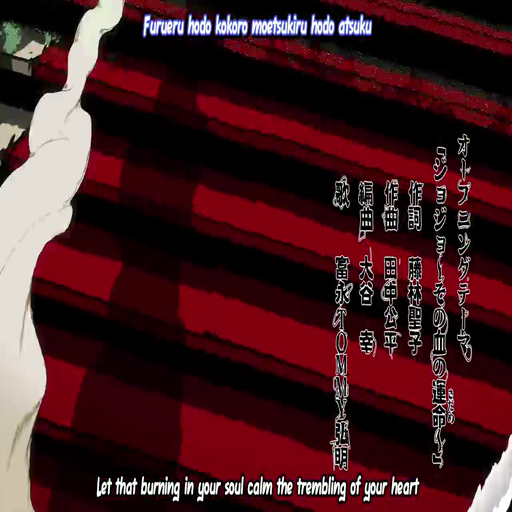 Furueru hodo kokoro moetsukiru hodo atsuku
オープニングテーマ
「ジョジョ～その血の運命～」
さだめ
作詞 藤林聖子
作曲 田中公平
編曲 大谷 幸
歌 富永TOMMY弘明
Let that burning in your soul calm the trembling of your heart